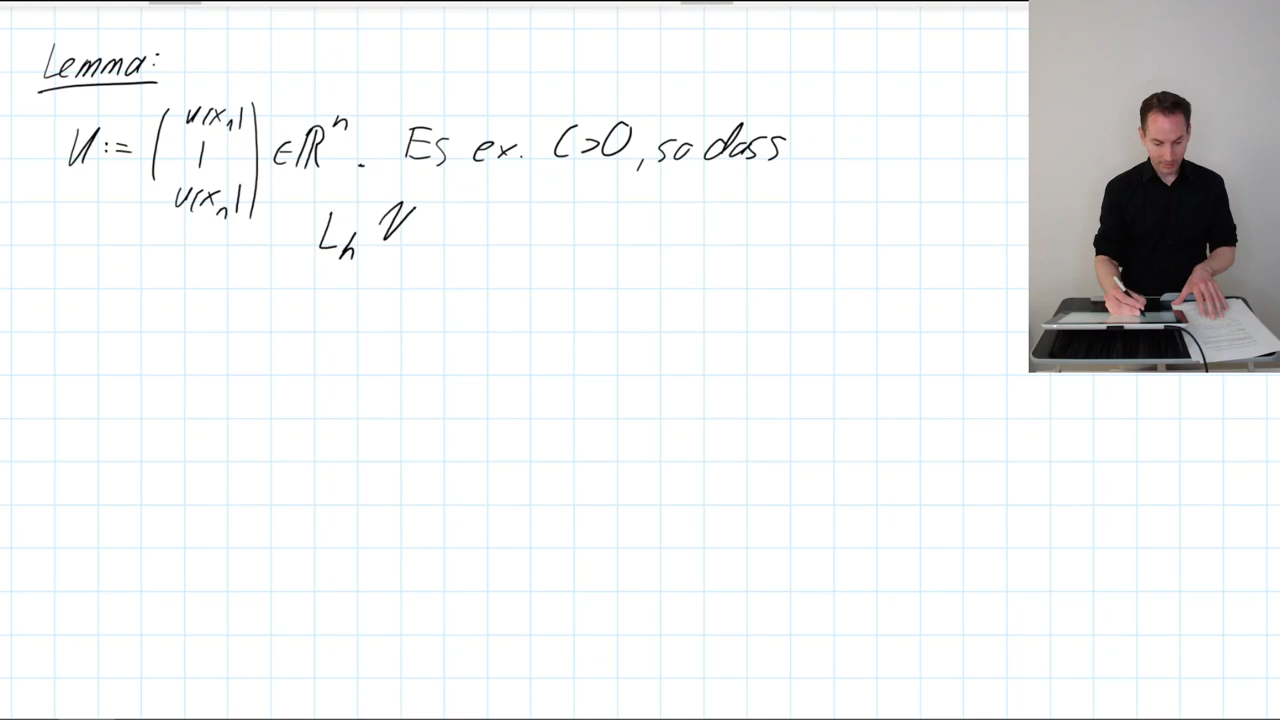 Lemma:
U := ( u(x₁) | u(xₙ) ) ∈ ℝⁿ. Es ex. C>0, so dass
Lₕ U